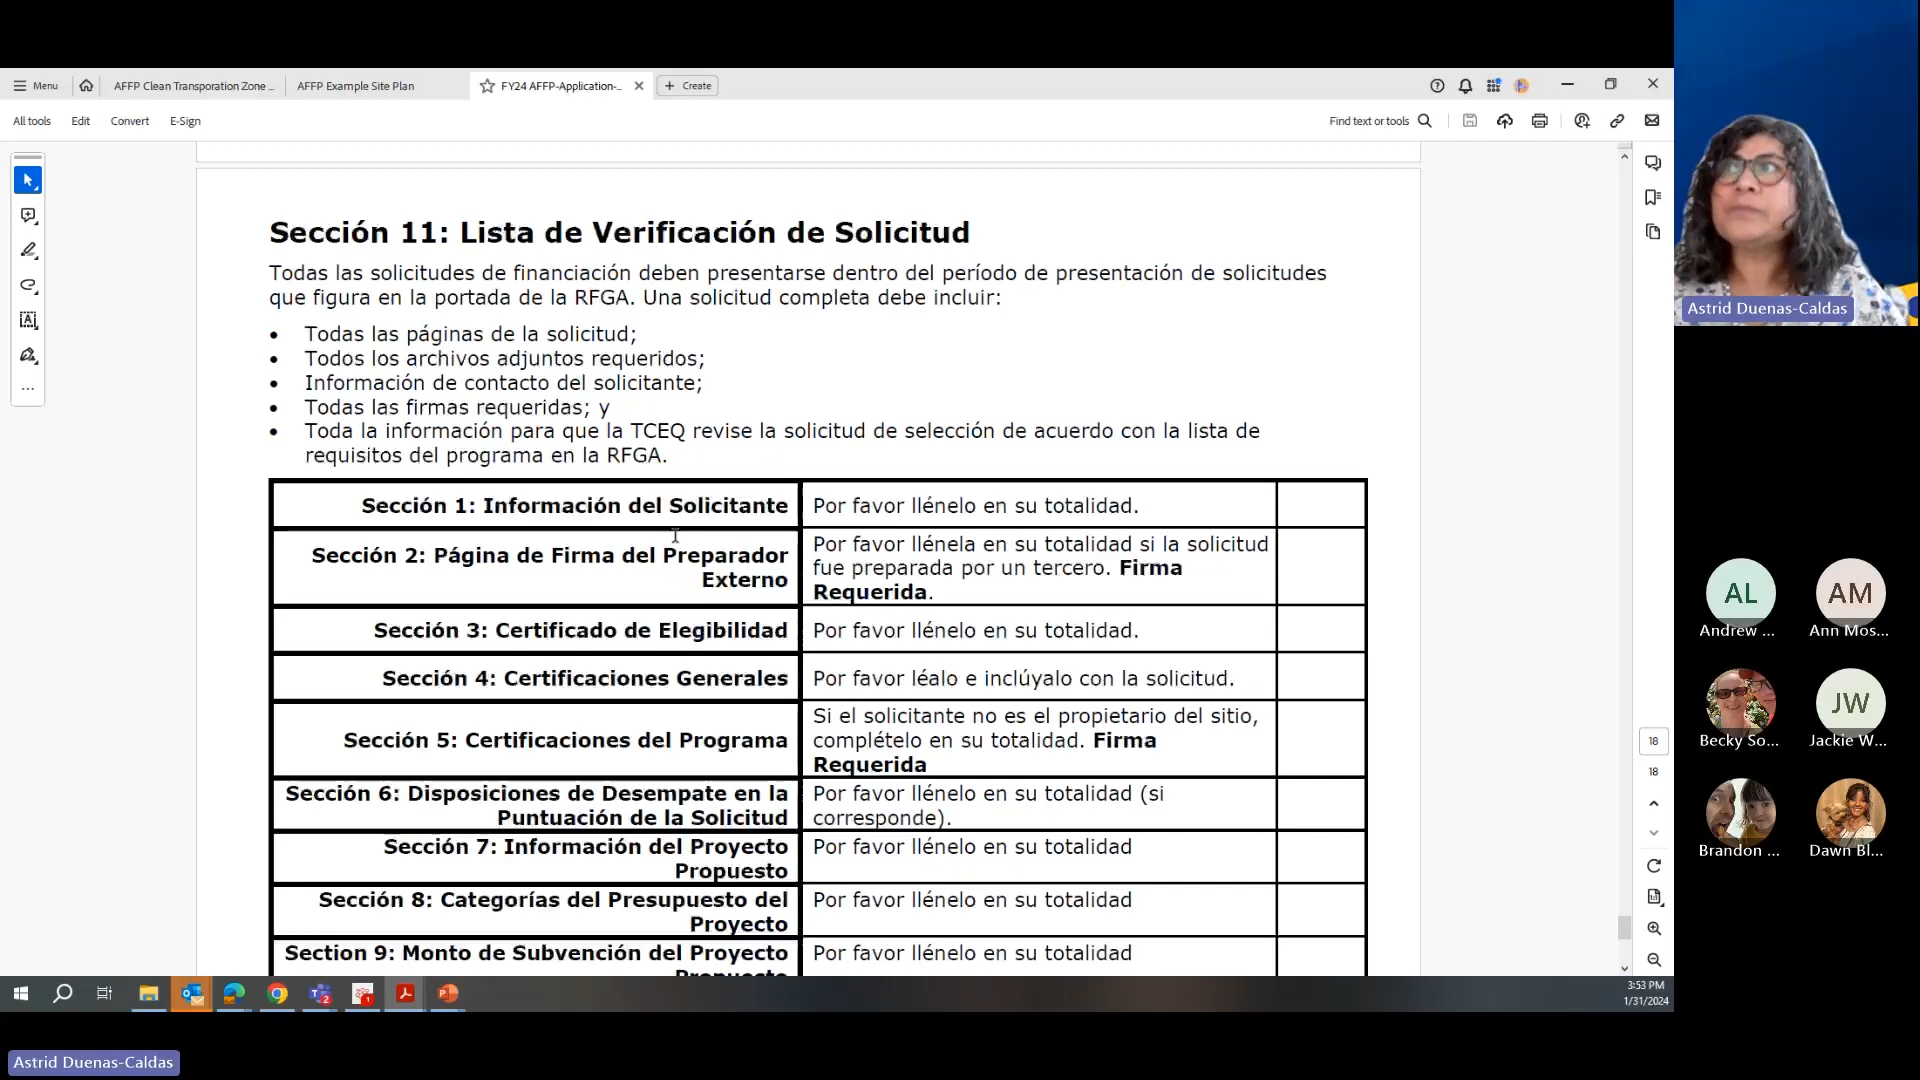 Menu
AFFP Clean Transporation Zone ...
AFFP Example Site Plan
FY24 AFFP-Application-...
Create
All tools
Edit
Convert
E-Sign
Find text or tools
Sección 11: Lista de Verificación de Solicitud
Todas las solicitudes de financiación deben presentarse dentro del período de presentación de solicitudes
que figura en la portada de la RFGA. Una solicitud completa debe incluir:
• Todas las páginas de la solicitud;
• Todos los archivos adjuntos requeridos;
• Información de contacto del solicitante;
• Todas las firmas requeridas; y
• Toda la información para que la TCEQ revise la solicitud de selección de acuerdo con la lista de
requisitos del programa en la RFGA.
Sección 1: Información del Solicitante
Por favor llénelo en su totalidad.
Sección 2: Página de Firma del Preparador
Externo
Por favor llénela en su totalidad si la solicitud
fue preparada por un tercero. Firma
Requerida.
Sección 3: Certificado de Elegibilidad
Por favor llénelo en su totalidad.
Sección 4: Certificaciones Generales
Por favor léalo e inclúyalo con la solicitud.
Sección 5: Certificaciones del Programa
Si el solicitante no es el propietario del sitio,
complételo en su totalidad. Firma
Requerida
Sección 6: Disposiciones de Desempate en la
Puntuación de la Solicitud
Por favor llénelo en su totalidad (si
corresponde).
Sección 7: Información del Proyecto
Propuesto
Por favor llénelo en su totalidad
Sección 8: Categorías del Presupuesto del
Proyecto
Por favor llénelo en su totalidad
Section 9: Monto de Subvención del Proyecto
Propuesto
Por favor llénelo en su totalidad
18
18
3:53 PM
1/31/2024
Astrid Duenas-Caldas
AL
Andrew ...
AM
Ann Mos...
Becky So...
JW
Jackie W...
Brandon ...
Dawn Bl...
Astrid Duenas-Caldas